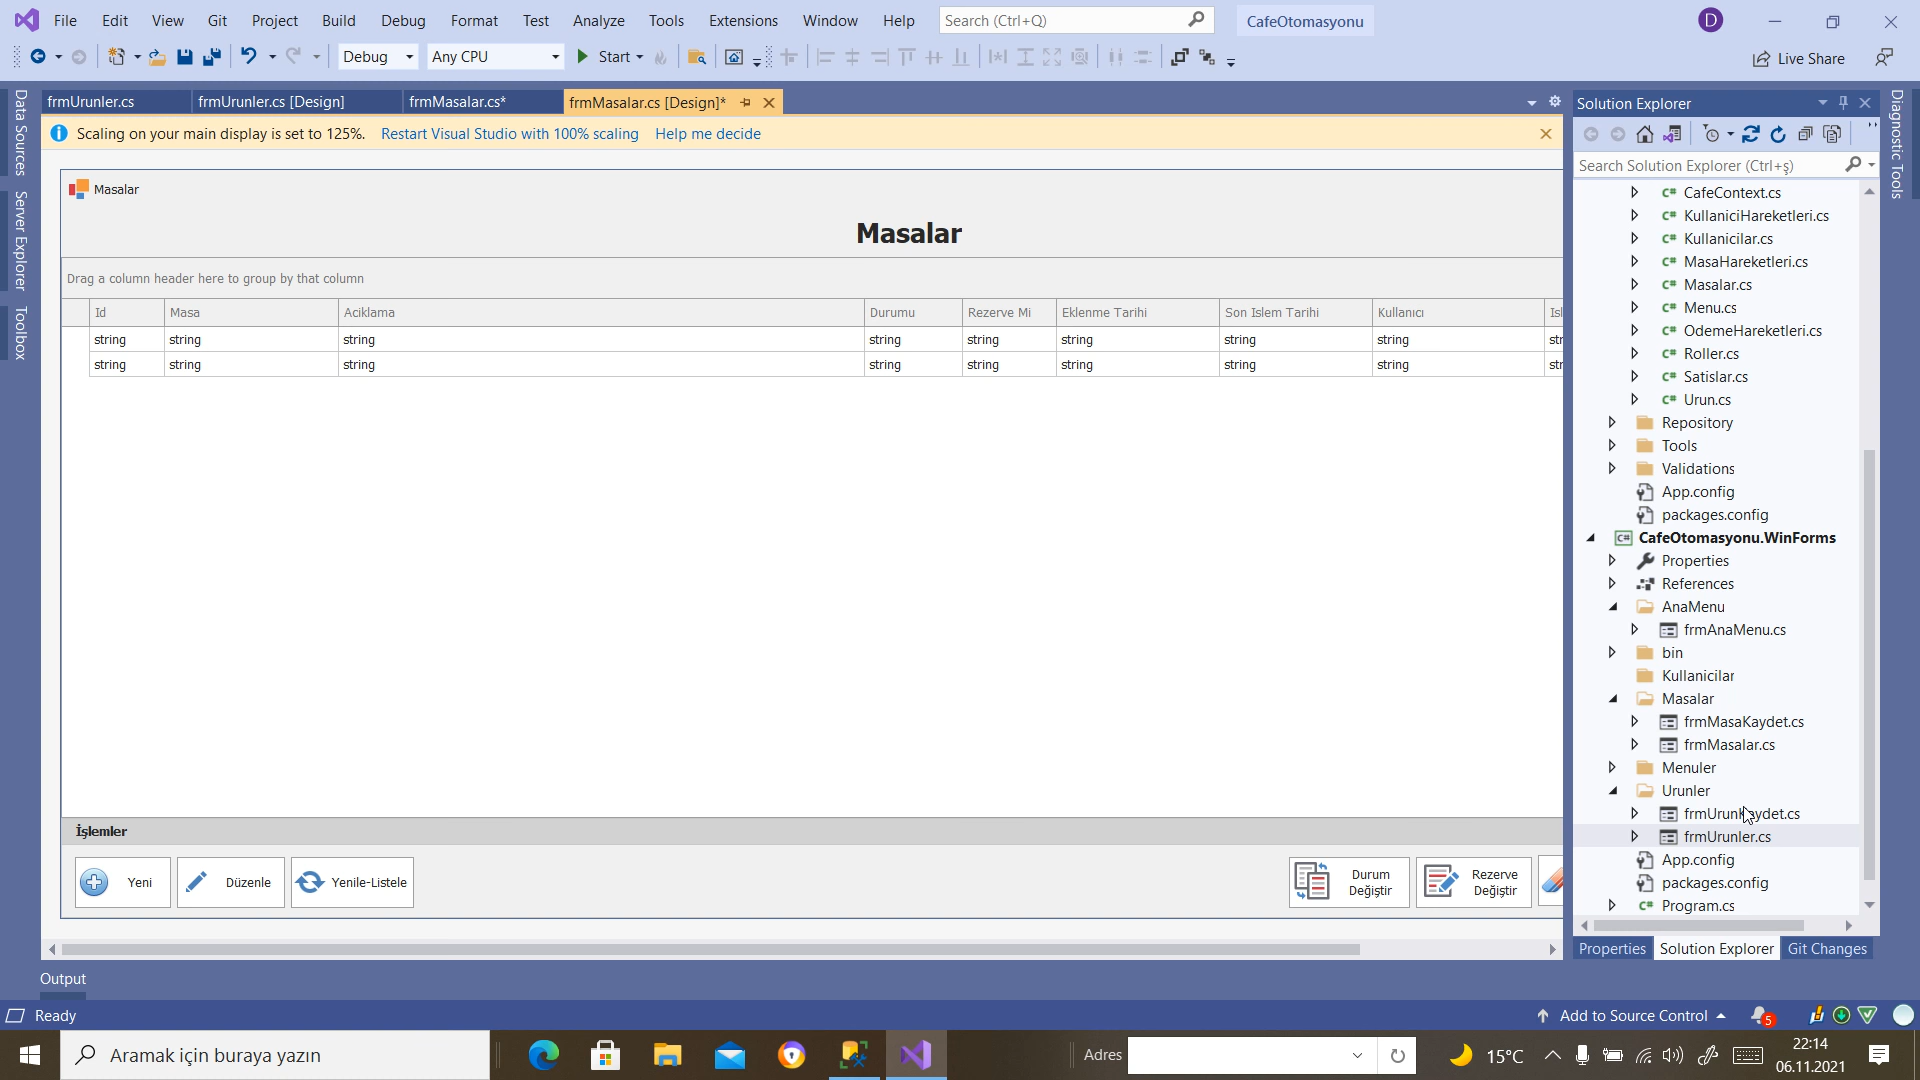 File Edit View Git Project Build Debug Format Test Analyze Tools Extensions Window Help Search (Ctrl+Q) CafeOtomasyonu D
Debug Any CPU Start Live Share
frmUrunler.cs frmUrunler.cs [Design] frmMasalar.cs* frmMasalar.cs [Design]*
Scaling on your main display is set to 125%. Restart Visual Studio with 100% scaling Help me decide
Data Sources
Server Explorer
Toolbox
Masalar
Masalar
Drag a column header here to group by that column
Id Masa Aciklama Durumu Rezerve Mi Eklenme Tarihi Son Islem Tarihi Kullanıcı Isl
string string string string string string string string str
string string string string string string string string str
İşlemler
Yeni Düzenle Yenile-Listele Durum Değiştir Rezerve Değiştir
Output
Solution Explorer
Search Solution Explorer (Ctrl+ş)
CafeContext.cs
KullaniciHareketleri.cs
Kullanicilar.cs
MasaHareketleri.cs
Masalar.cs
Menu.cs
OdemeHareketleri.cs
Roller.cs
Satislar.cs
Urun.cs
Repository
Tools
Validations
App.config
packages.config
CafeOtomasyonu.WinForms
Properties
References
AnaMenu
frmAnaMenu.cs
bin
Kullanicilar
Masalar
frmMasaKaydet.cs
frmMasalar.cs
Menuler
Urunler
frmUrunKaydet.cs
frmUrunler.cs
App.config
packages.config
Program.cs
Properties Solution Explorer Git Changes
Diagnostic Tools
Ready Add to Source Control 5
Aramak için buraya yazın Adres 15°C 22:14
06.11.2021